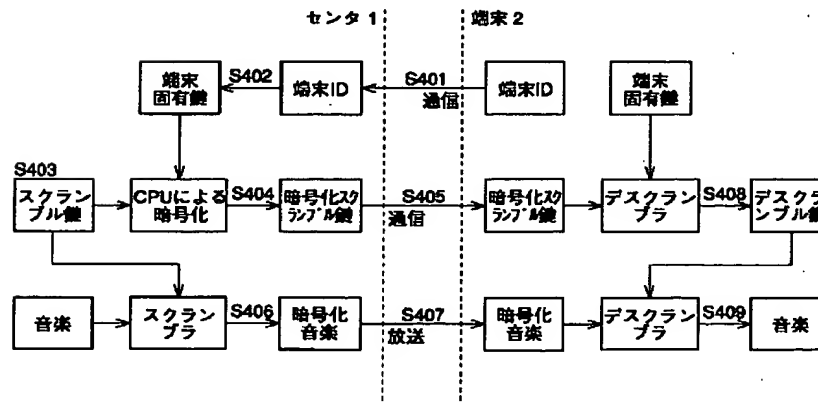 センタ1
端末2
端末
固有鍵
S402
端末ID
S401
通信
端末ID
端末
固有鍵
S403
スクラン
ブル鍵
CPUによる
暗号化
S404
暗号化スク
ランブル鍵
S405
通信
暗号化スク
ランブル鍵
デスクラン
ブラ
S408
デスクラ
ンブル鍵
音楽
スクラン
ブラ
S406
暗号化
音楽
S407
放送
暗号化
音楽
デスクラン
ブラ
S409
音楽